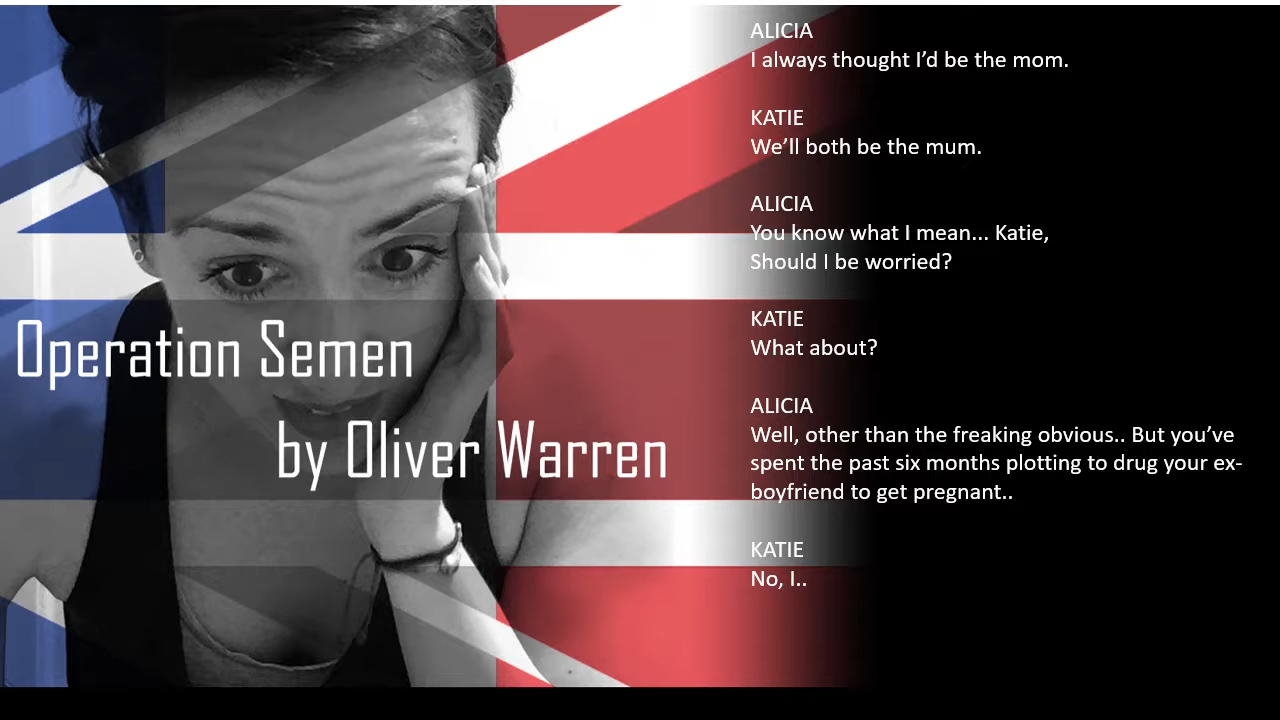 Operation Semen
by Oliver Warren
ALICIA
I always thought I’d be the mom.
KATIE
We’ll both be the mum.
ALICIA
You know what I mean... Katie,
Should I be worried?
KATIE
What about?
ALICIA
Well, other than the freaking obvious.. But you’ve
spent the past six months plotting to drug your ex-
boyfriend to get pregnant..
KATIE
No, I..